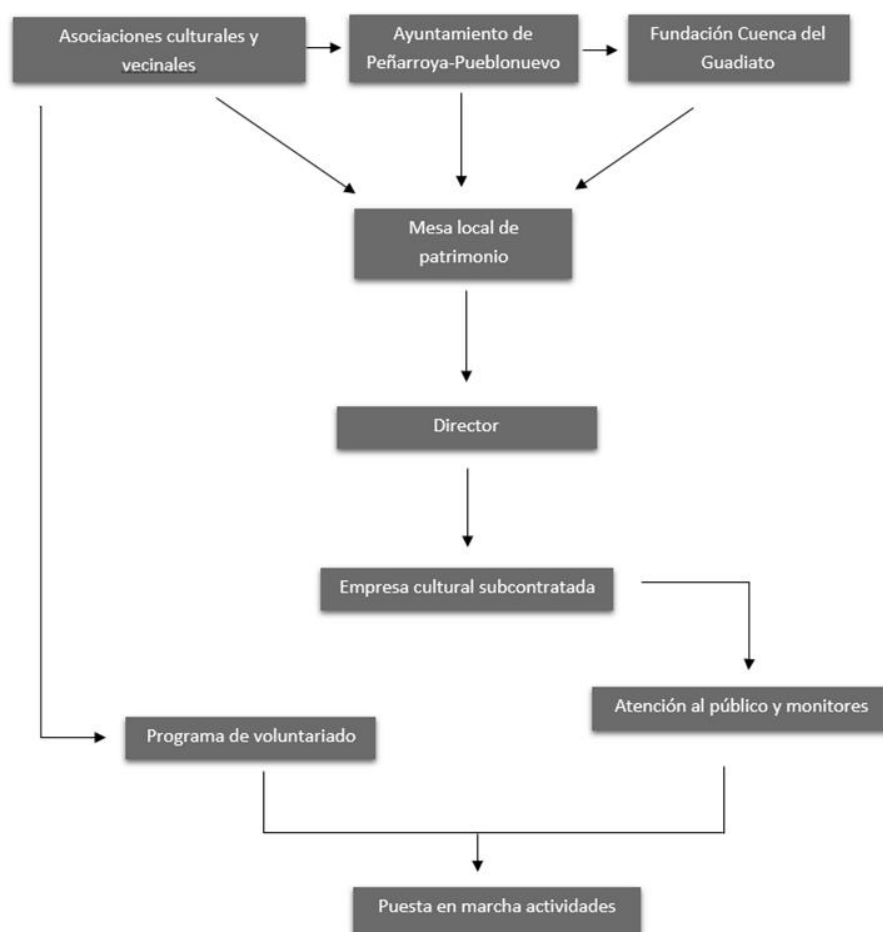 Asociaciones culturales y
vecinales
Ayuntamiento de
Peñarroya-Pueblonuevo
Fundación Cuenca del
Guadiato
Mesa local de
patrimonio
Director
Empresa cultural subcontratada
Atención al público y monitores
Programa de voluntariado
Puesta en marcha actividades